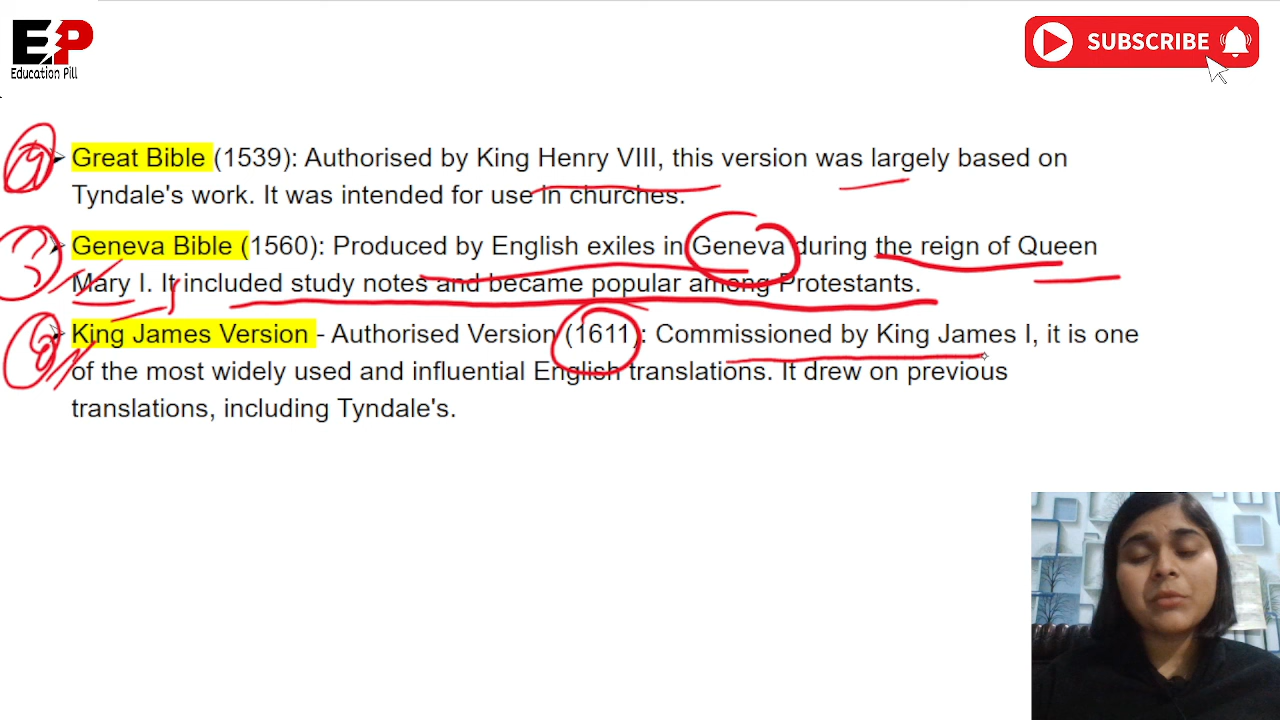 EP
Education Pill
SUBSCRIBE
Great Bible (1539): Authorised by King Henry VIII, this version was largely based on
Tyndale's work. It was intended for use in churches.
Geneva Bible (1560): Produced by English exiles in Geneva during the reign of Queen
Mary I. It included study notes and became popular among Protestants.
King James Version - Authorised Version (1611): Commissioned by King James I, it is one
of the most widely used and influential English translations. It drew on previous
translations, including Tyndale's.